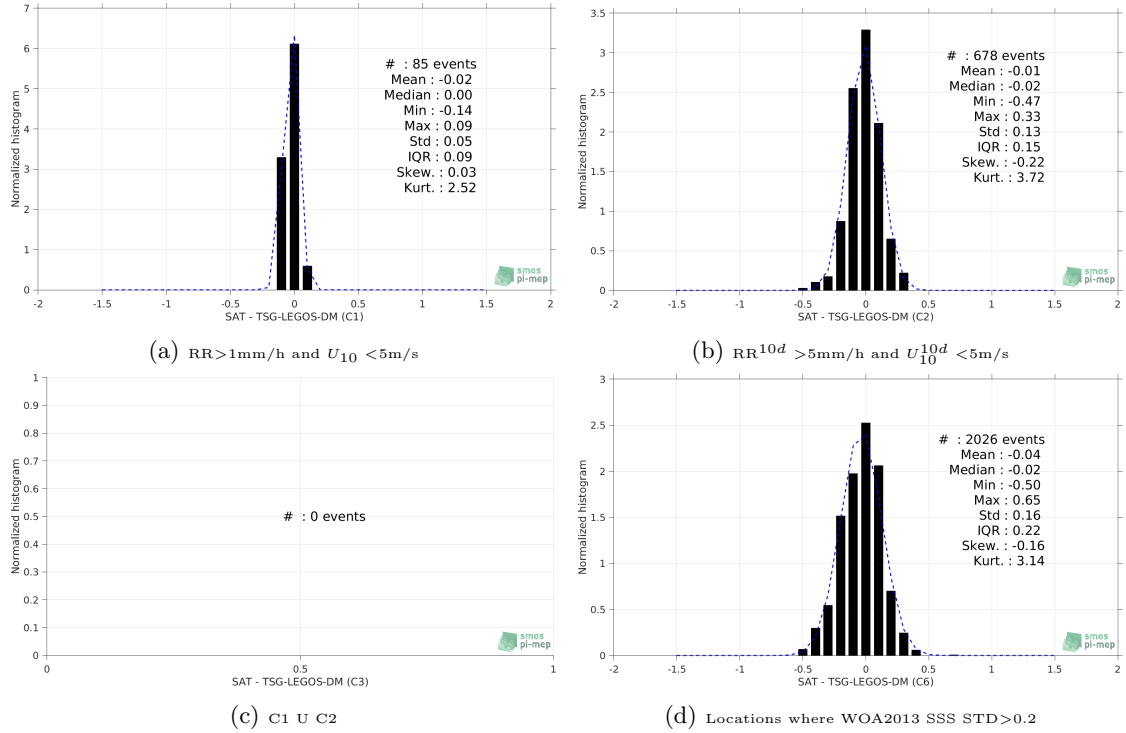 7
6
5
4
3
2
1
0
Normalized histogram
# : 85 events
Mean : -0.02
Median : 0.00
Min : -0.14
Max : 0.09
Std : 0.05
IQR : 0.09
Skew. : 0.03
Kurt. : 2.52
smos
pi-mep
-2 -1.5 -1 -0.5 0 0.5 1 1.5 2
SAT - TSG-LEGOS-DM (C1)
(a) RR>1mm/h and U10 <5m/s
3.5
3
2.5
2
1.5
1
0.5
0
Normalized histogram
# : 678 events
Mean : -0.01
Median : -0.02
Min : -0.47
Max : 0.33
Std : 0.13
IQR : 0.15
Skew. : -0.22
Kurt. : 3.72
smos
pi-mep
-2 -1.5 -1 -0.5 0 0.5 1 1.5 2
SAT - TSG-LEGOS-DM (C2)
(b) RR^10d >5mm/h and U_10^10d <5m/s
1
0.9
0.8
0.7
0.6
0.5
0.4
0.3
0.2
0.1
0
Normalized histogram
# : 0 events
smos
pi-mep
0 0.5 1
SAT - TSG-LEGOS-DM (C3)
(c) C1 U C2
3
2.5
2
1.5
1
0.5
0
Normalized histogram
# : 2026 events
Mean : -0.04
Median : -0.02
Min : -0.50
Max : 0.65
Std : 0.16
IQR : 0.22
Skew. : -0.16
Kurt. : 3.14
smos
pi-mep
-2 -1.5 -1 -0.5 0 0.5 1 1.5 2
SAT - TSG-LEGOS-DM (C6)
(d) Locations where WOA2013 SSS STD>0.2